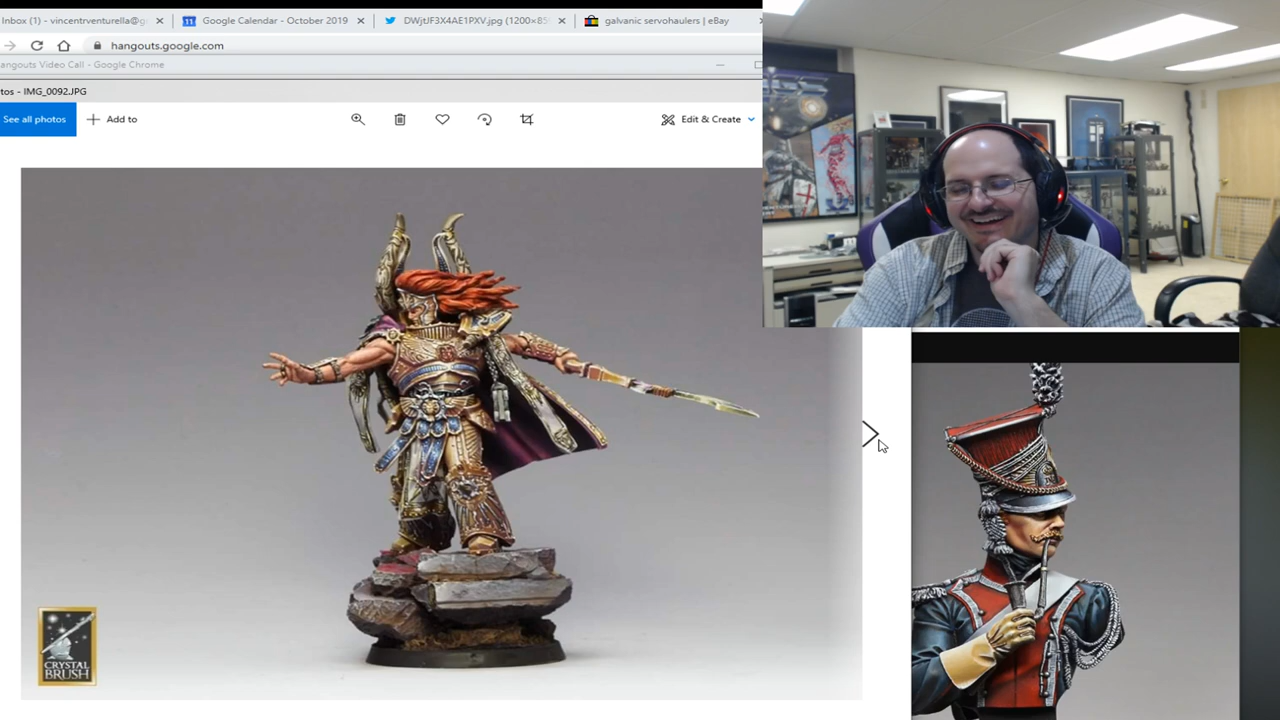 Inbox (1) - vincentrventurella@g
Google Calendar - October 2019
DWjtJF3X4AE1PXV.jpg (1200×85
galvanic servohaulers | eBay
hangouts.google.com
angouts Video Call - Google Chrome
tos - IMG_0092.JPG
See all photos
Add to
Edit & Create
CRYSTAL
BRUSH